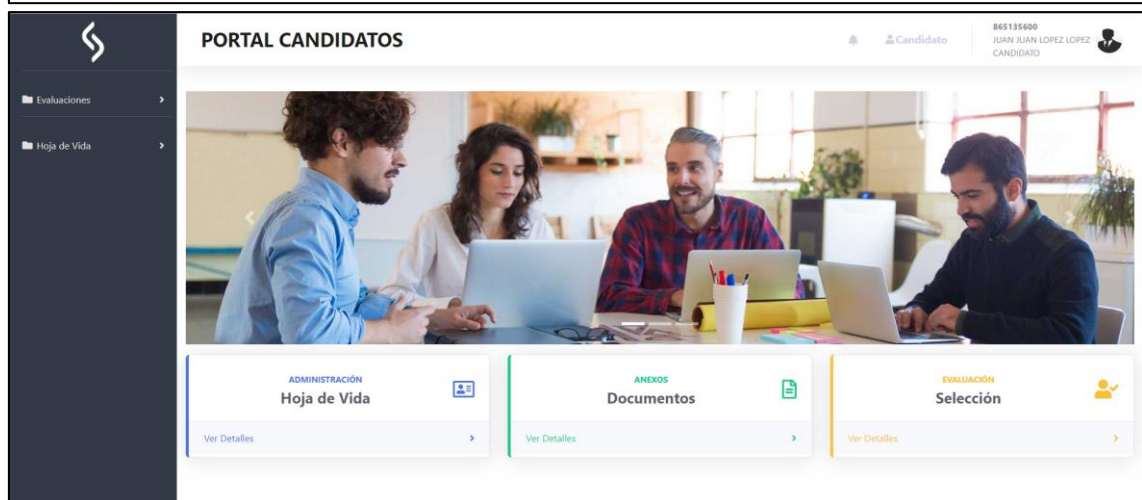 PORTAL CANDIDATOS
Candidato
865135600
JUAN JUAN LOPEZ LOPEZ
CANDIDATO
Evaluaciones
Hoja de Vida
ADMINISTRACIÓN
Hoja de Vida
Ver Detalles
ANEXOS
Documentos
Ver Detalles
EVALUACIÓN
Selección
Ver Detalles